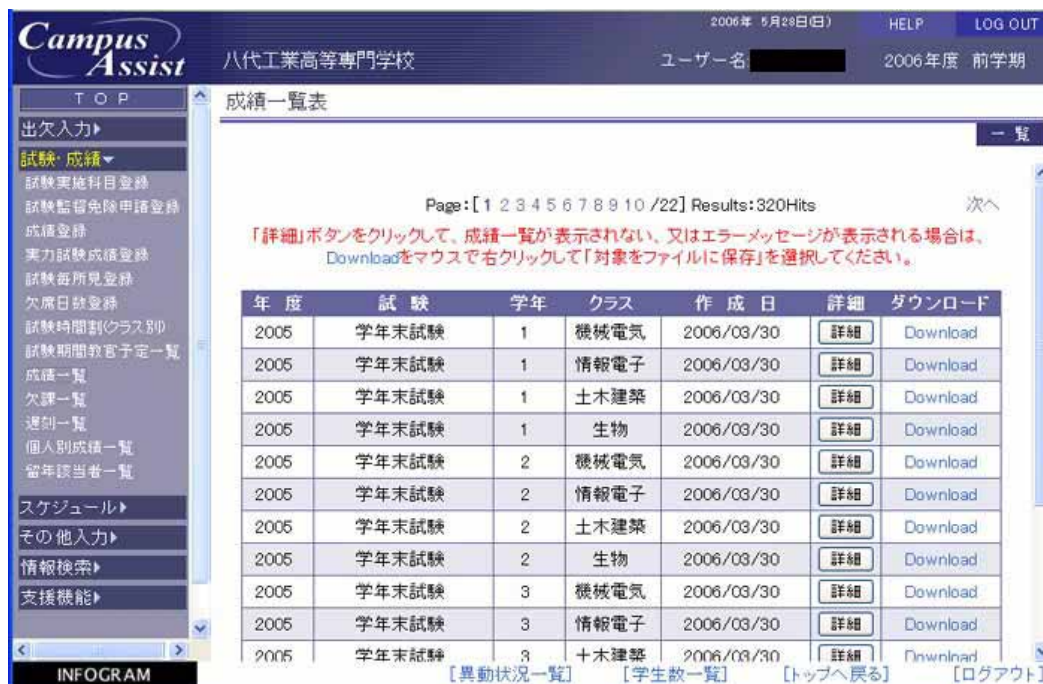 Campus Assist
2006年 5月28日(日)
HELP
LOG OUT
八代工業高等専門学校
ユーザー名
2006年度 前学期
TOP
出欠入力
試験・成績
試験実施科目登録
試験監督免除申請登録
成績登録
実力試験成績登録
試験毎所見登録
欠席日数登録
試験時間割(クラス別)
試験期間教官予定一覧
成績一覧
欠課一覧
遅刻一覧
個人別成績一覧
留年該当者一覧
スケジュール
その他入力
情報検索
支援機能
INFOGRAM
成績一覧表
一覧
Page:[1 2 3 4 5 6 7 8 9 10 /22] Results:320Hits
次へ
「詳細」ボタンをクリックして、成績一覧が表示されない、又はエラーメッセージが表示される場合は、
Downloadをマウスで右クリックして「対象をファイルに保存」を選択してください。
年度 試験 学年 クラス 作成日 詳細 ダウンロード
2005 学年末試験 1 機械電気 2006/03/30 詳細 Download
2005 学年末試験 1 情報電子 2006/03/30 詳細 Download
2005 学年末試験 1 土木建築 2006/03/30 詳細 Download
2005 学年末試験 1 生物 2006/03/30 詳細 Download
2005 学年末試験 2 機械電気 2006/03/30 詳細 Download
2005 学年末試験 2 情報電子 2006/03/30 詳細 Download
2005 学年末試験 2 土木建築 2006/03/30 詳細 Download
2005 学年末試験 2 生物 2006/03/30 詳細 Download
2005 学年末試験 3 機械電気 2006/03/30 詳細 Download
2005 学年末試験 3 情報電子 2006/03/30 詳細 Download
2005 学年末試験 3 土木建築 2006/03/30 詳細 Download
[異動状況一覧] [学生数一覧] [トップへ戻る] [ログアウト]